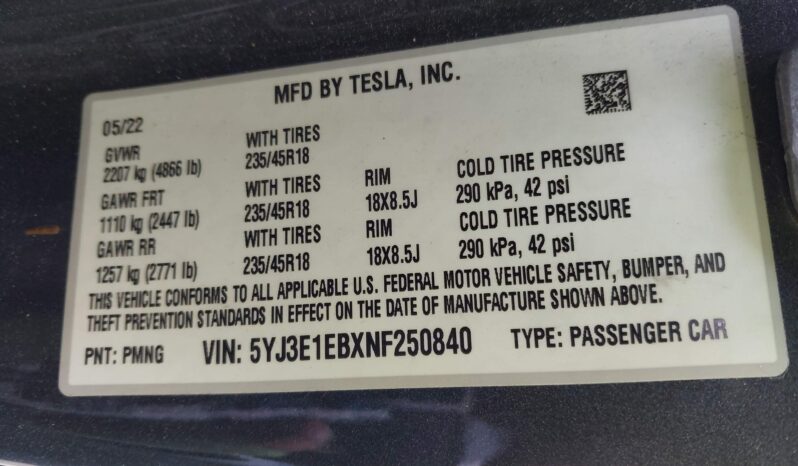 MFD BY TESLA, INC.
05/22
GVWR WITH TIRES
2207 kg (4866 lb) 235/45R18
GAWR FRT WITH TIRES RIM COLD TIRE PRESSURE
1110 kg (2447 lb) 235/45R18 18X8.5J 290 kPa, 42 psi
GAWR RR WITH TIRES RIM COLD TIRE PRESSURE
1257 kg (2771 lb) 235/45R18 18X8.5J 290 kPa, 42 psi
THIS VEHICLE CONFORMS TO ALL APPLICABLE U.S. FEDERAL MOTOR VEHICLE SAFETY, BUMPER, AND
THEFT PREVENTION STANDARDS IN EFFECT ON THE DATE OF MANUFACTURE SHOWN ABOVE.
PNT: PMNG VIN: 5YJ3E1EBXNF250840 TYPE: PASSENGER CAR